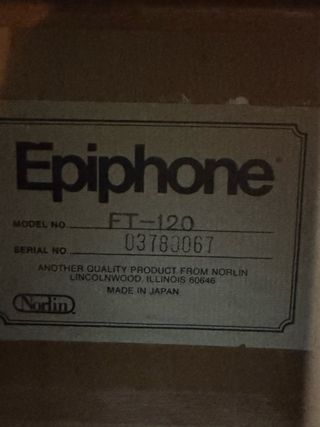 Epiphone
MODEL NO. FT-120
SERIAL NO. 03780067
ANOTHER QUALITY PRODUCT FROM NORLIN
LINCOLNWOOD, ILLINOIS 60646
MADE IN JAPAN
Norlin